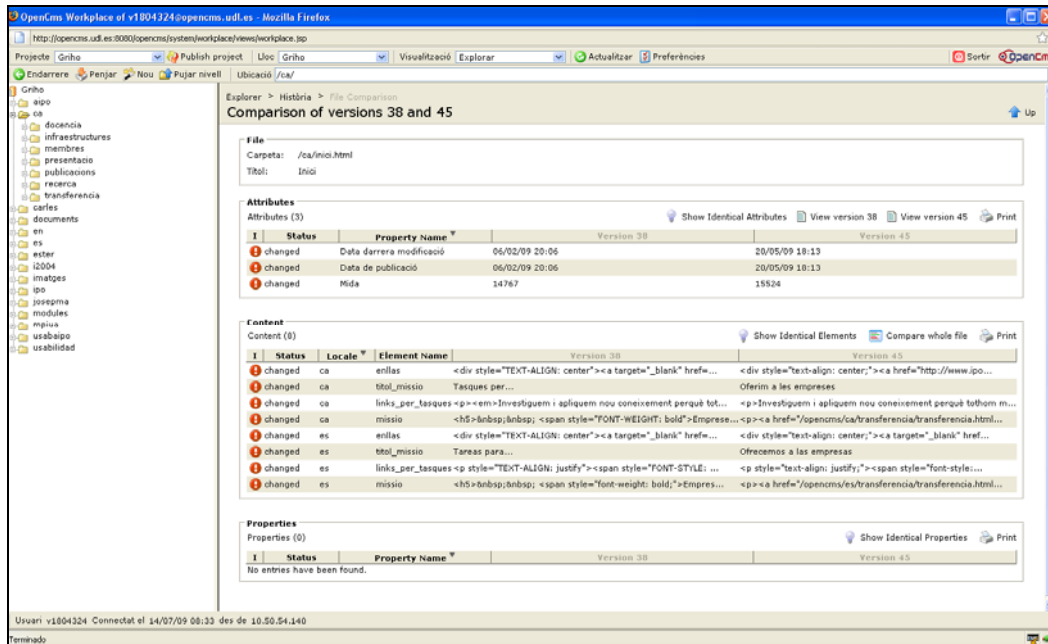 OpenCms Workplace of v1804324@opencms.udl.es - Mozilla Firefox
http://opencms.udl.es:8080/opencms/system/workplace/views/workplace.jsp
Projecte Griho Publish project Lloc Griho Visualització Explorar Actualitzar Preferències Sortir OpenCm
Endarrere Penjar Nou Pujar nivell Ubicació /ca/
Griho
aipo
ca
docencia
infraestructures
membres
presentacio
publicacions
recerca
transferencia
carles
documents
en
es
ester
i2004
imatges
ipo
josepma
modules
mpiua
usabaipo
usabilidad
Explorer > Història > File Comparison
Comparison of versions 38 and 45 Up
File
Carpeta: /ca/inici.html
Títol: Inici
Attributes
Attributes (3) Show Identical Attributes View version 38 View version 45 Print
I Status Property Name Version 38 Version 45
changed Data darrera modificació 06/02/09 20:06 20/05/09 18:13
changed Data de publicació 06/02/09 20:06 20/05/09 18:13
changed Mida 14767 15524
Content
Content (8) Show Identical Elements Compare whole file Print
I Status Locale Element Name Version 38 Version 45
changed ca enllas <div style="TEXT-ALIGN: center"><a target="_blank" href=... <div style="text-align: center;"><a href="http://www.ipo...
changed ca titol_missio Tasques per... Oferim a les empreses
changed ca links_per_tasques <p><em>Investiguem i apliquem nou coneixement perquè tot... <p>Investiguem i apliquem nou coneixement perquè tothom m...
changed ca missio <h5>&nbsp;&nbsp; <span style="FONT-WEIGHT: bold">Emprese... <p><a href="/opencms/ca/transferencia/transferencia.html...
changed es enllas <div style="TEXT-ALIGN: center"><a target="_blank" href=... <div style="text-align: center;"><a target="_blank" href...
changed es titol_missio Tareas para... Ofrecemos a las empresas
changed es links_per_tasques <p style="TEXT-ALIGN: justify"><span style="FONT-STYLE: ... <p style="text-align: justify;"><span style="font-style:...
changed es missio <h5>&nbsp;&nbsp; <span style="font-weight: bold;">Empres... <p><a href="/opencms/es/transferencia/transferencia.html...
Properties
Properties (0) Show Identical Properties Print
I Status Property Name Version 38 Version 45
No entries have been found.
Usuari v1804324 Connectat el 14/07/09 08:33 des de 10.50.54.140
Terminado